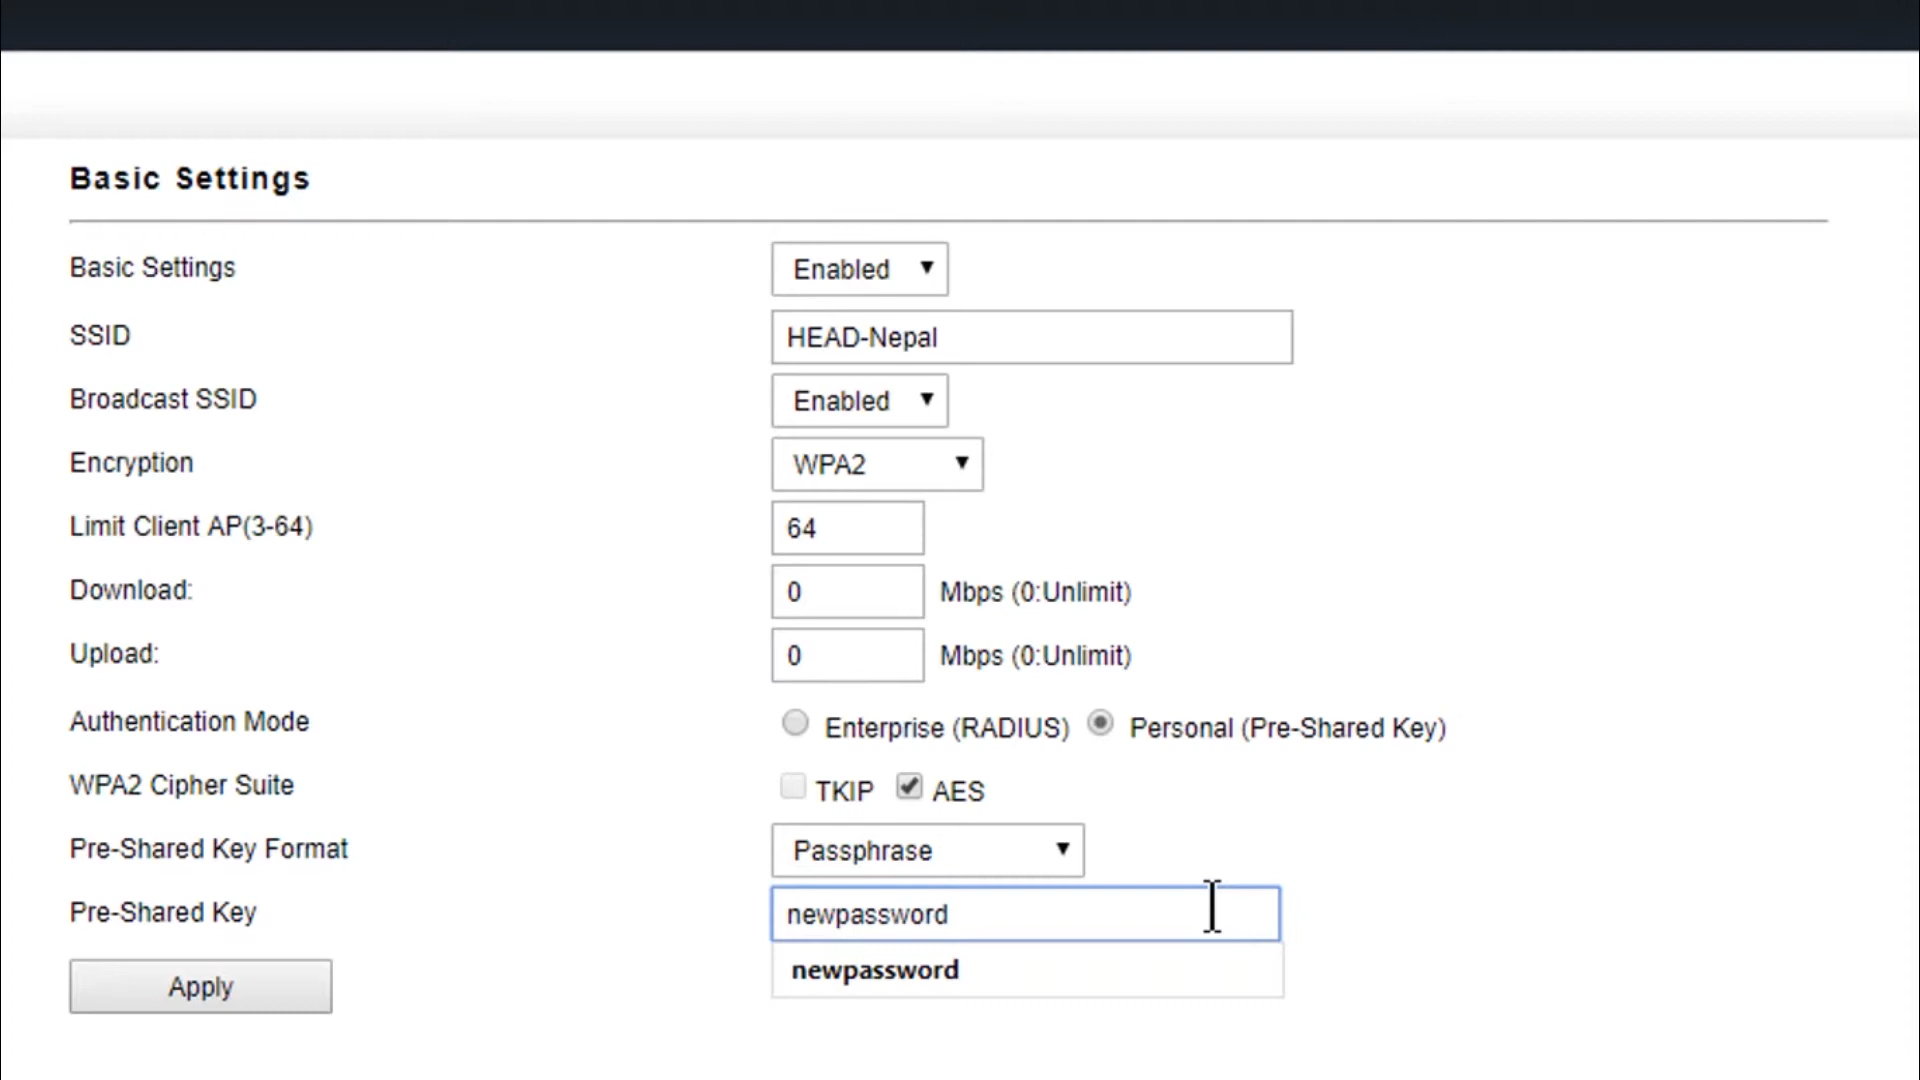 Basic Settings
Basic Settings Enabled
SSID HEAD-Nepal
Broadcast SSID Enabled
Encryption WPA2
Limit Client AP(3-64) 64
Download: 0 Mbps (0:Unlimit)
Upload: 0 Mbps (0:Unlimit)
Authentication Mode Enterprise (RADIUS) Personal (Pre-Shared Key)
WPA2 Cipher Suite TKIP AES
Pre-Shared Key Format Passphrase
Pre-Shared Key newpassword
newpassword
Apply